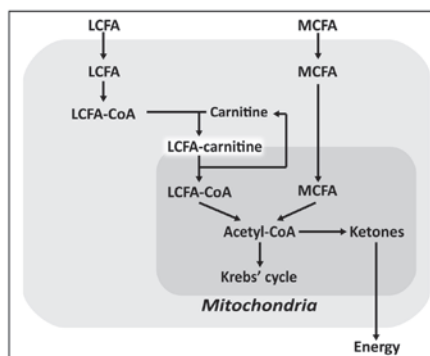 LCFA MCFA
LCFA MCFA
LCFA-CoA Carnitine
LCFA-carnitine
LCFA-CoA MCFA
Acetyl-CoA Ketones
Krebs' cycle
Mitochondria
Energy